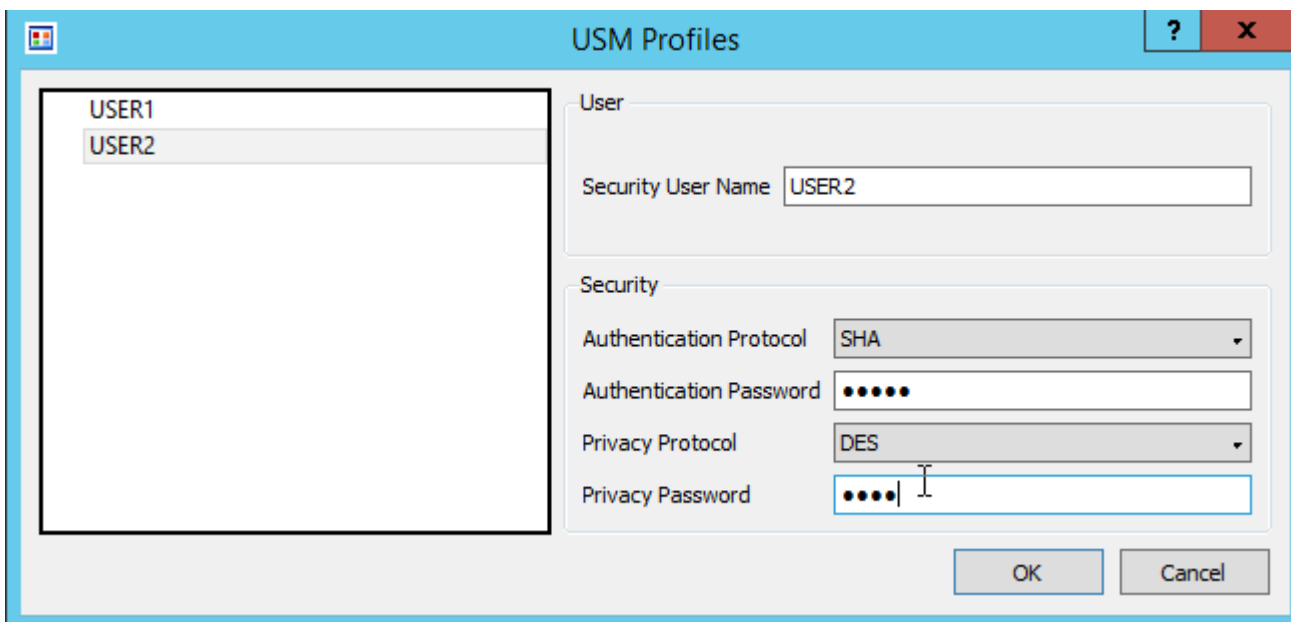 USM Profiles
?
x
USER1
USER2
User
Security User Name USER2
Security
Authentication Protocol SHA
Authentication Password •••••
Privacy Protocol DES
Privacy Password ••••
OK
Cancel